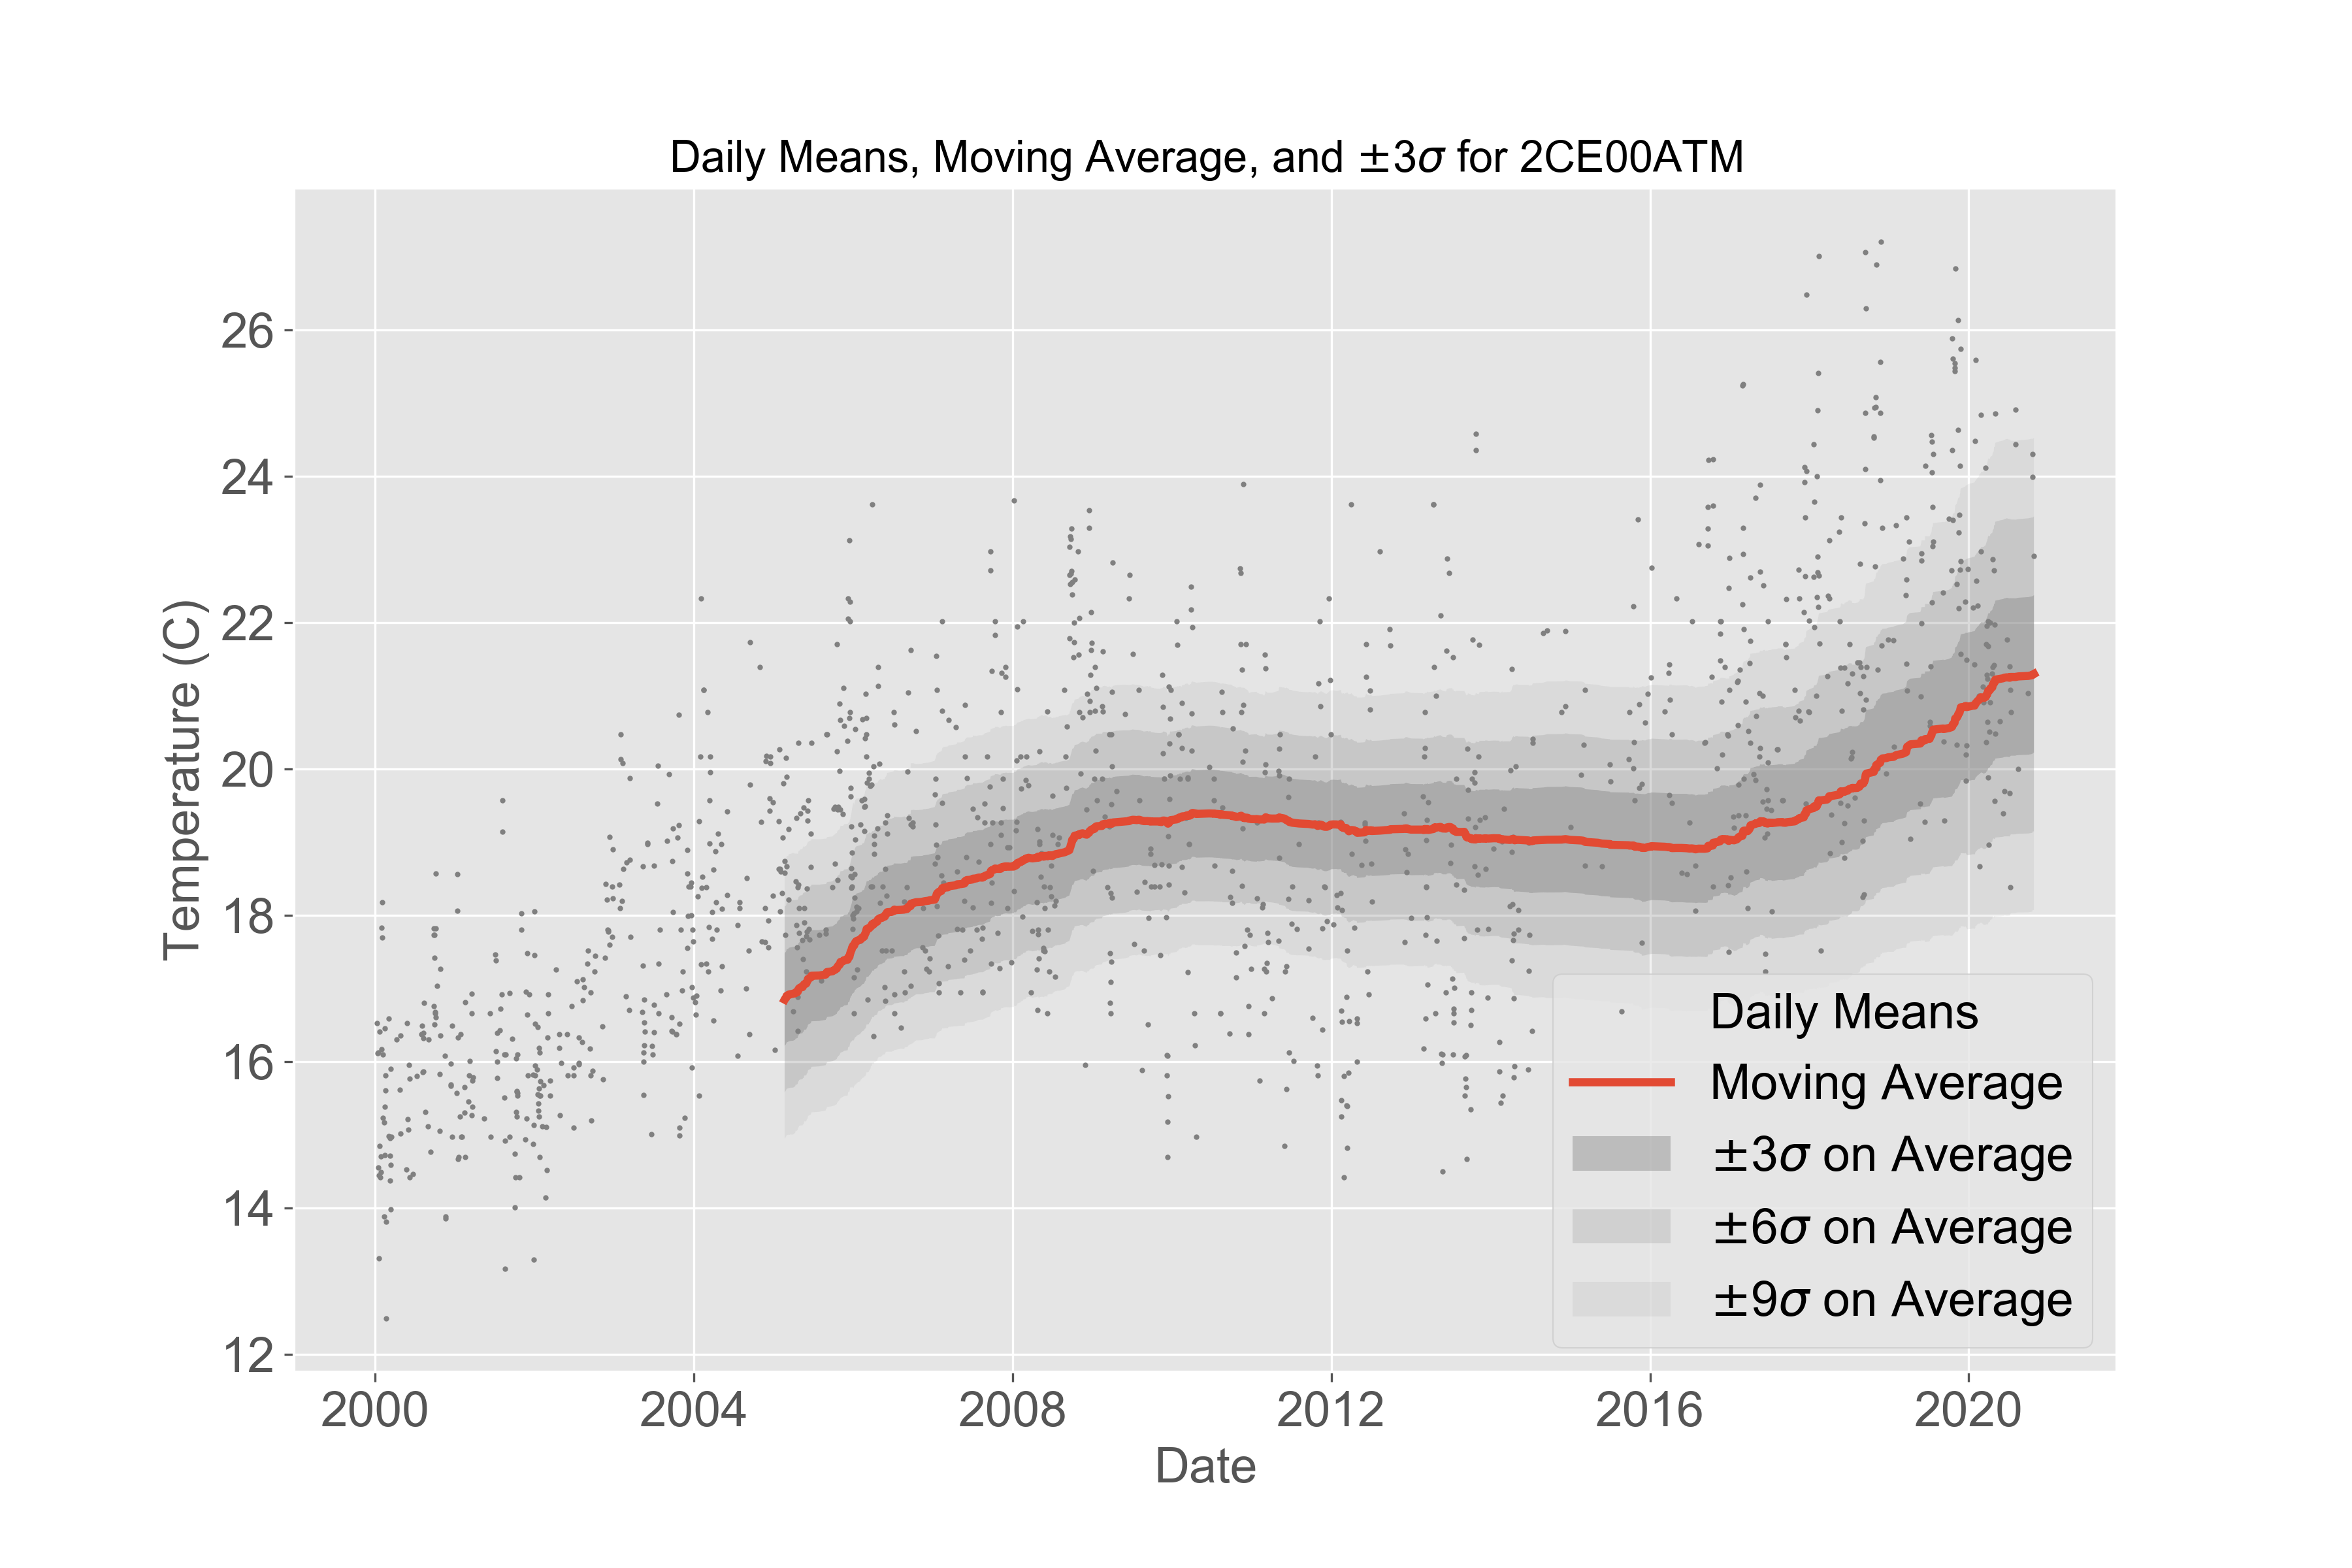 Daily Means, Moving Average, and ±3σ for 2CE00ATM
Temperature (C)
26
24
22
20
18
16
14
12
Daily Means
Moving Average
±3σ on Average
±6σ on Average
±9σ on Average
2000 2004 2008 2012 2016 2020
Date